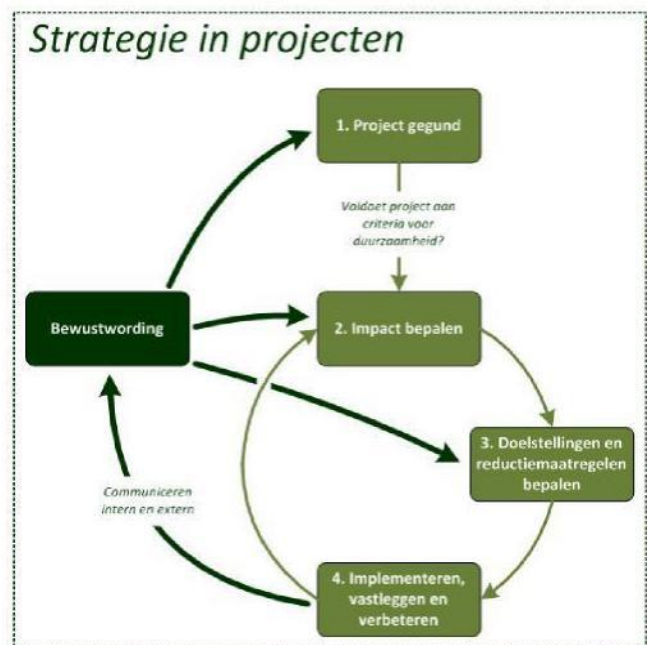 Strategie in projecten
1. Project gegund
Voldoet project aan
criteria voor
duurzaamheid?
Bewustwording
2. Impact bepalen
3. Doelstellingen en
reductiemaatregelen
bepalen
Communiceren
intern en extern
4. Implementeren,
vastleggen en
verbeteren